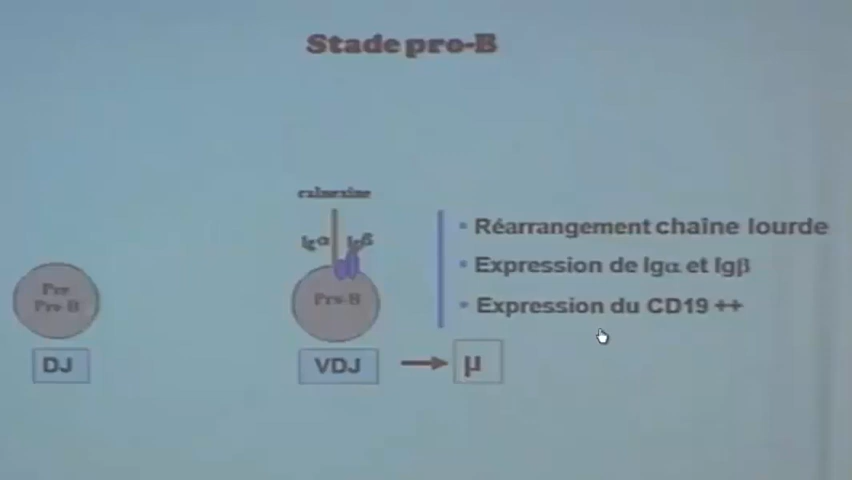 Stade pro-B
calnexine
Igα Igβ
Réarrangement chaîne lourde
Expression de Igα et Igβ
Expression du CD19 ++
Pre
Pro-B
Pro-B
DJ
VDJ
μ